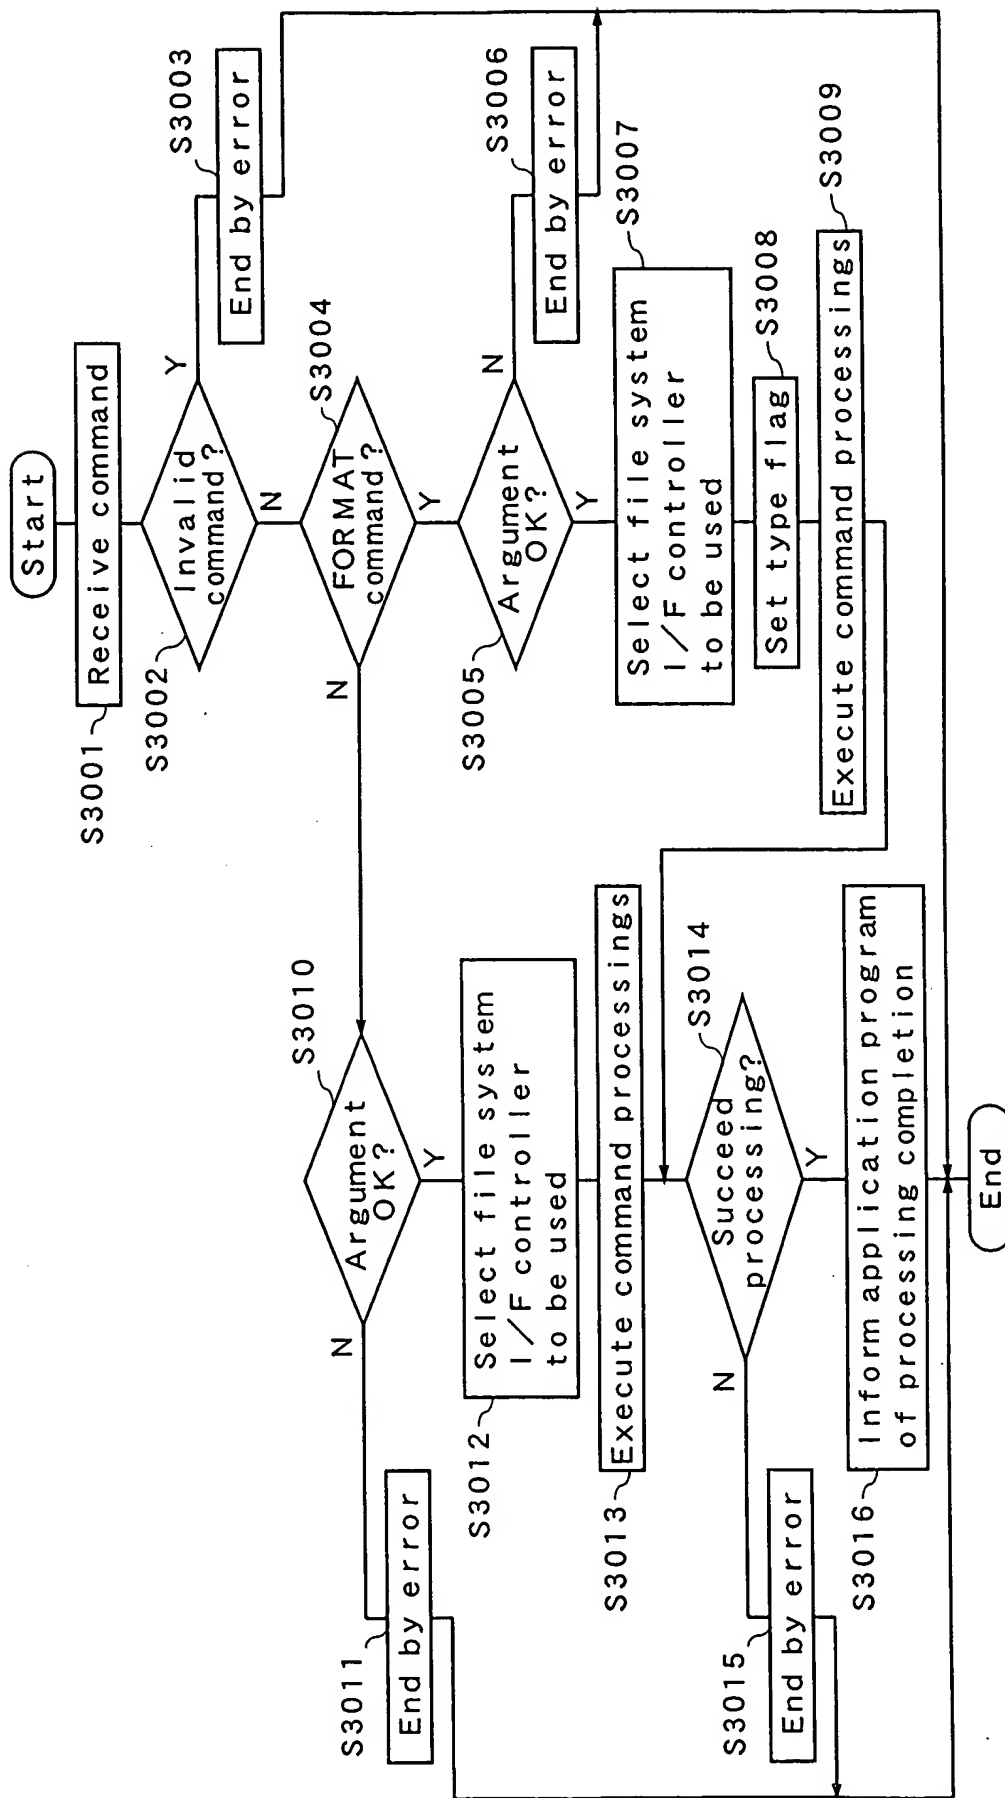 Start
S3001
Receive command
S3002
Invalid
command?
Y
N
S3003
End by error
S3004
FORMAT
command?
N
Y
S3005
Argument
OK?
N
Y
S3006
End by error
S3007
Select file system
I/F controller
to be used
S3008
Set type flag
S3009
Execute command processings
S3010
Argument
OK?
N
Y
S3011
End by error
S3012
Select file system
I/F controller
to be used
S3013
Execute command processings
S3014
Succeed
processing?
N
Y
S3015
End by error
S3016
Inform application program
of processing completion
End